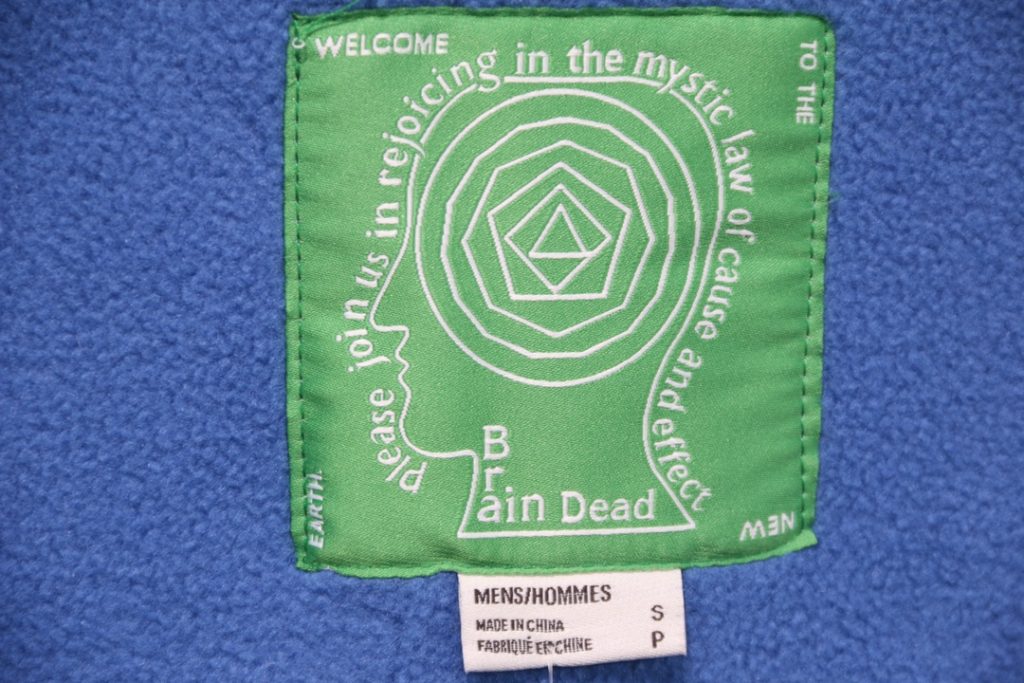 WELCOME
TO THE
NEW
EARTH.
Please join us in rejoicing in the mystic law of cause and effect
B
r
ain Dead
MENS/HOMMES
S
MADE IN CHINA
FABRIQUÉ EN CHINE
P